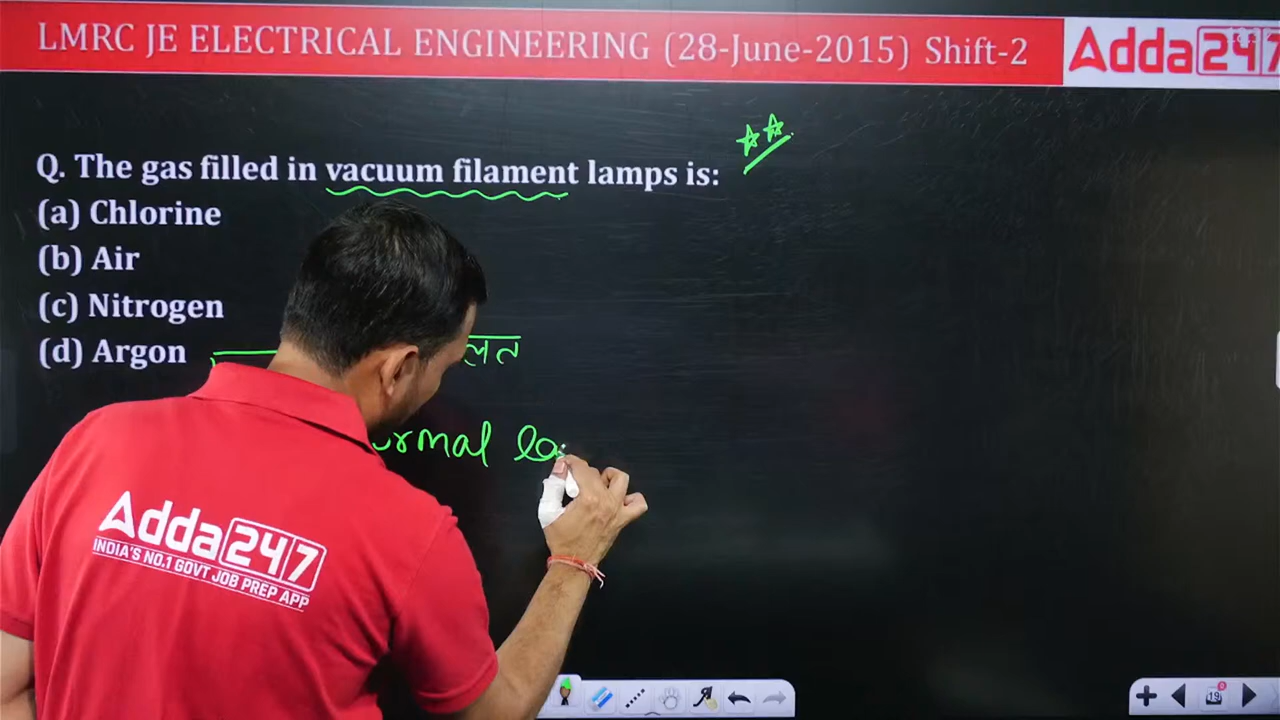 LMRC JE ELECTRICAL ENGINEERING (28-June-2015) Shift-2
Adda247
Q. The gas filled in vacuum filament lamps is:
(a) Chlorine
(b) Air
(c) Nitrogen
(d) Argon
Adda247
INDIA'S NO.1 GOVT JOB PREP APP
19